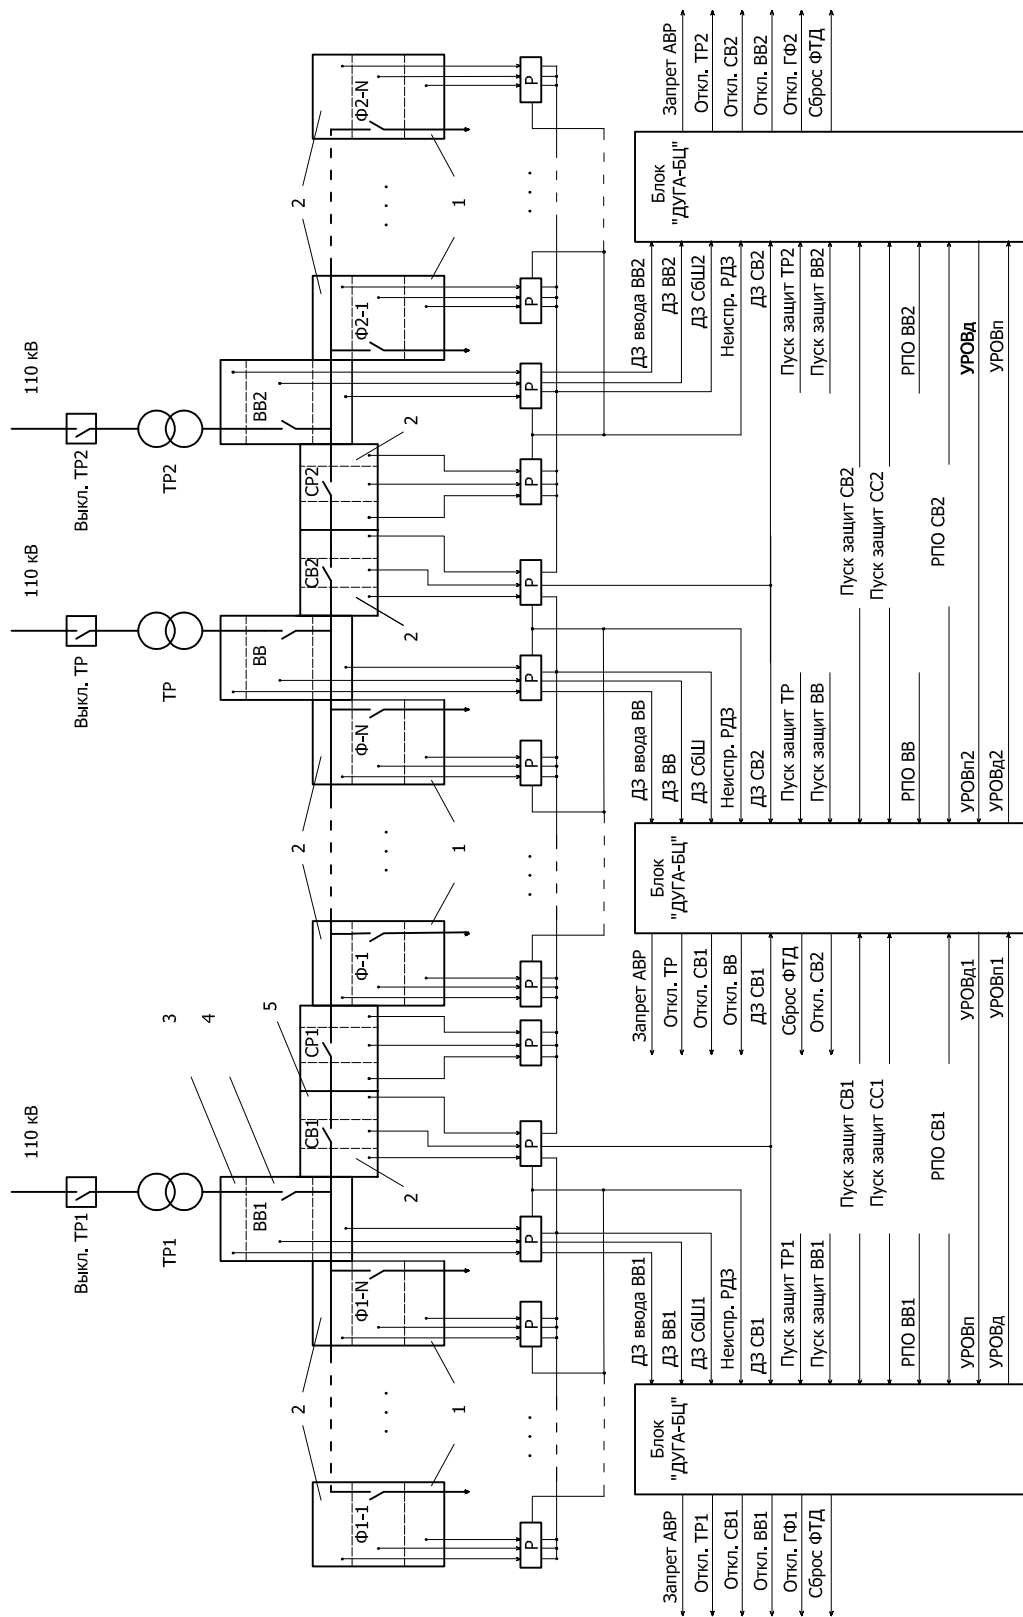 110 кВ
110 кВ
110 кВ
Выкл. ТР1
Выкл. ТР
Выкл. ТР2
ТР1
ТР
ТР2
3
4
5
ВВ1
ВВ
ВВ2
2
2
2
2
2
2
Ф1-1
Ф1-N
СВ1
СР1
Ф-1
Ф-N
СВ2
СР2
Ф2-1
Ф2-N
2
2
2
1
1
1
1
1
1
Р
Р
Р
Р
Р
Р
Р
Р
Р
Р
Р
Р
Р
Запрет АВР
Откл. ТР1
Откл. СВ1
Откл. ВВ1
Откл. ГФ1
Сброс ФТД
Блок
"ДУГА-БЦ"
ДЗ ввода ВВ1
ДЗ ВВ1
ДЗ СбШ1
Неиспр. РДЗ
ДЗ СВ1
Пуск защит ТР1
Пуск защит ВВ1
Пуск защит СВ1
Пуск защит СС1
РПО ВВ1
РПО СВ1
УРОВп
УРОВд
Запрет АВР
Откл. ТР
Откл. СВ1
Откл. ВВ
ДЗ СВ1
Сброс ФТД
Откл. СВ2
УРОВд1
УРОВп1
Блок
"ДУГА-БЦ"
ДЗ ввода ВВ
ДЗ ВВ
ДЗ СбШ
Неиспр. РДЗ
ДЗ СВ2
Пуск защит ТР
Пуск защит ВВ
Пуск защит СВ2
Пуск защит СС2
РПО ВВ
РПО СВ2
УРОВп2
УРОВд2
ДЗ ввода ВВ2
ДЗ ВВ2
ДЗ СбШ2
Неиспр. РДЗ
ДЗ СВ2
Пуск защит ТР2
Пуск защит ВВ2
РПО ВВ2
УРОВд
УРОВп
Блок
"ДУГА-БЦ"
Запрет АВР
Откл. ТР2
Откл. СВ2
Откл. ВВ2
Откл. ГФ2
Сброс ФТД